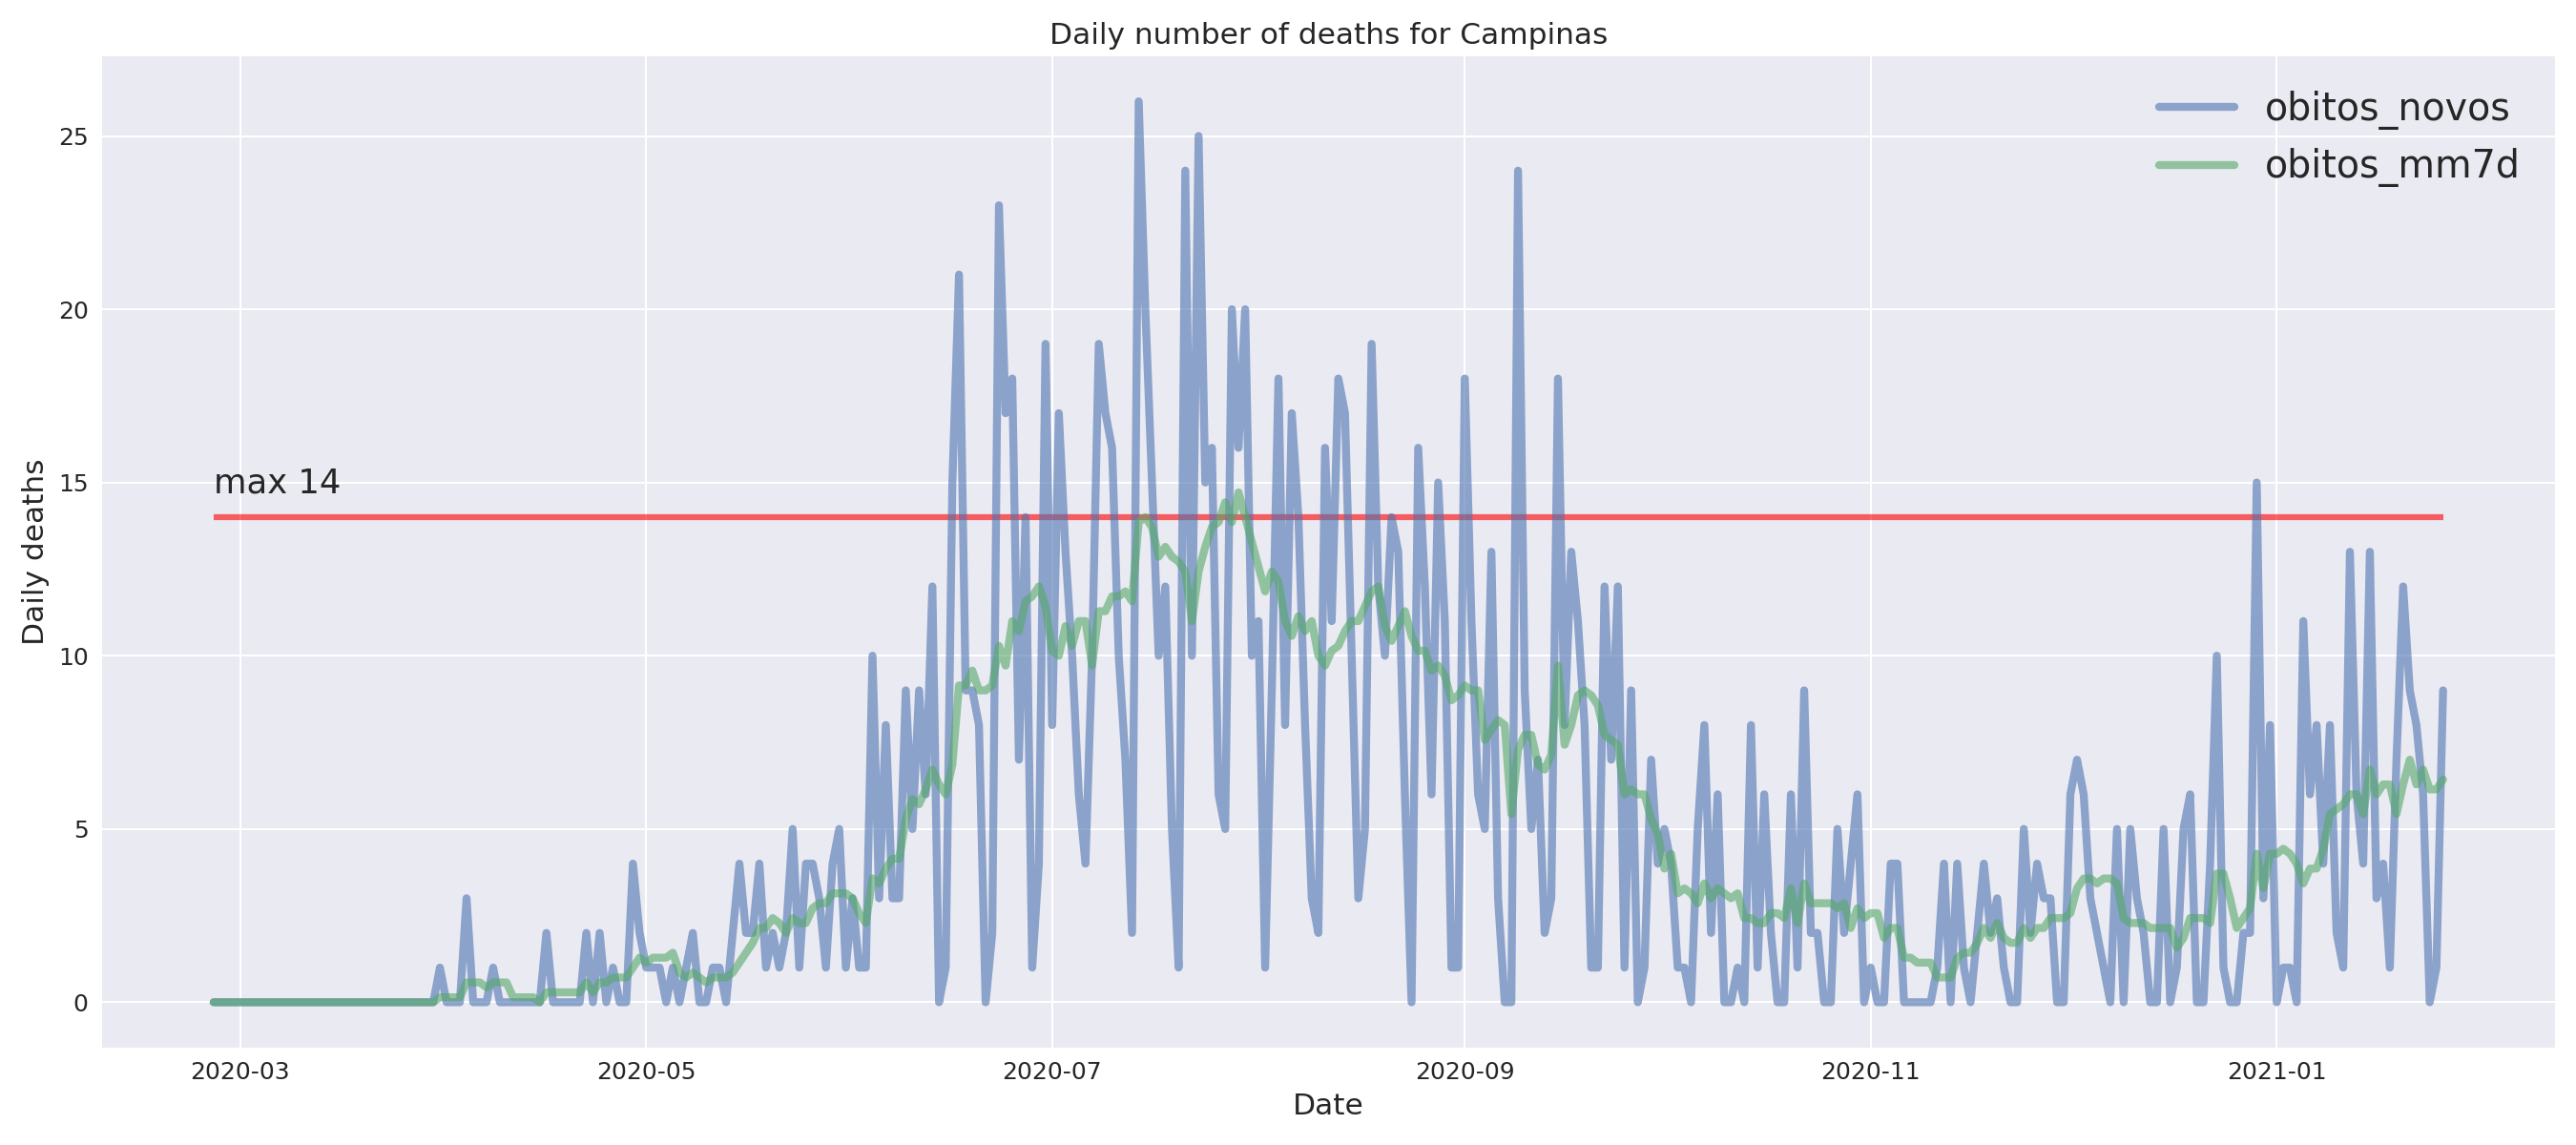 Daily number of deaths for Campinas
obitos_novos
obitos_mm7d
max 14
Daily deaths
25
20
15
10
5
0
2020-03
2020-05
2020-07
2020-09
2020-11
2021-01
Date